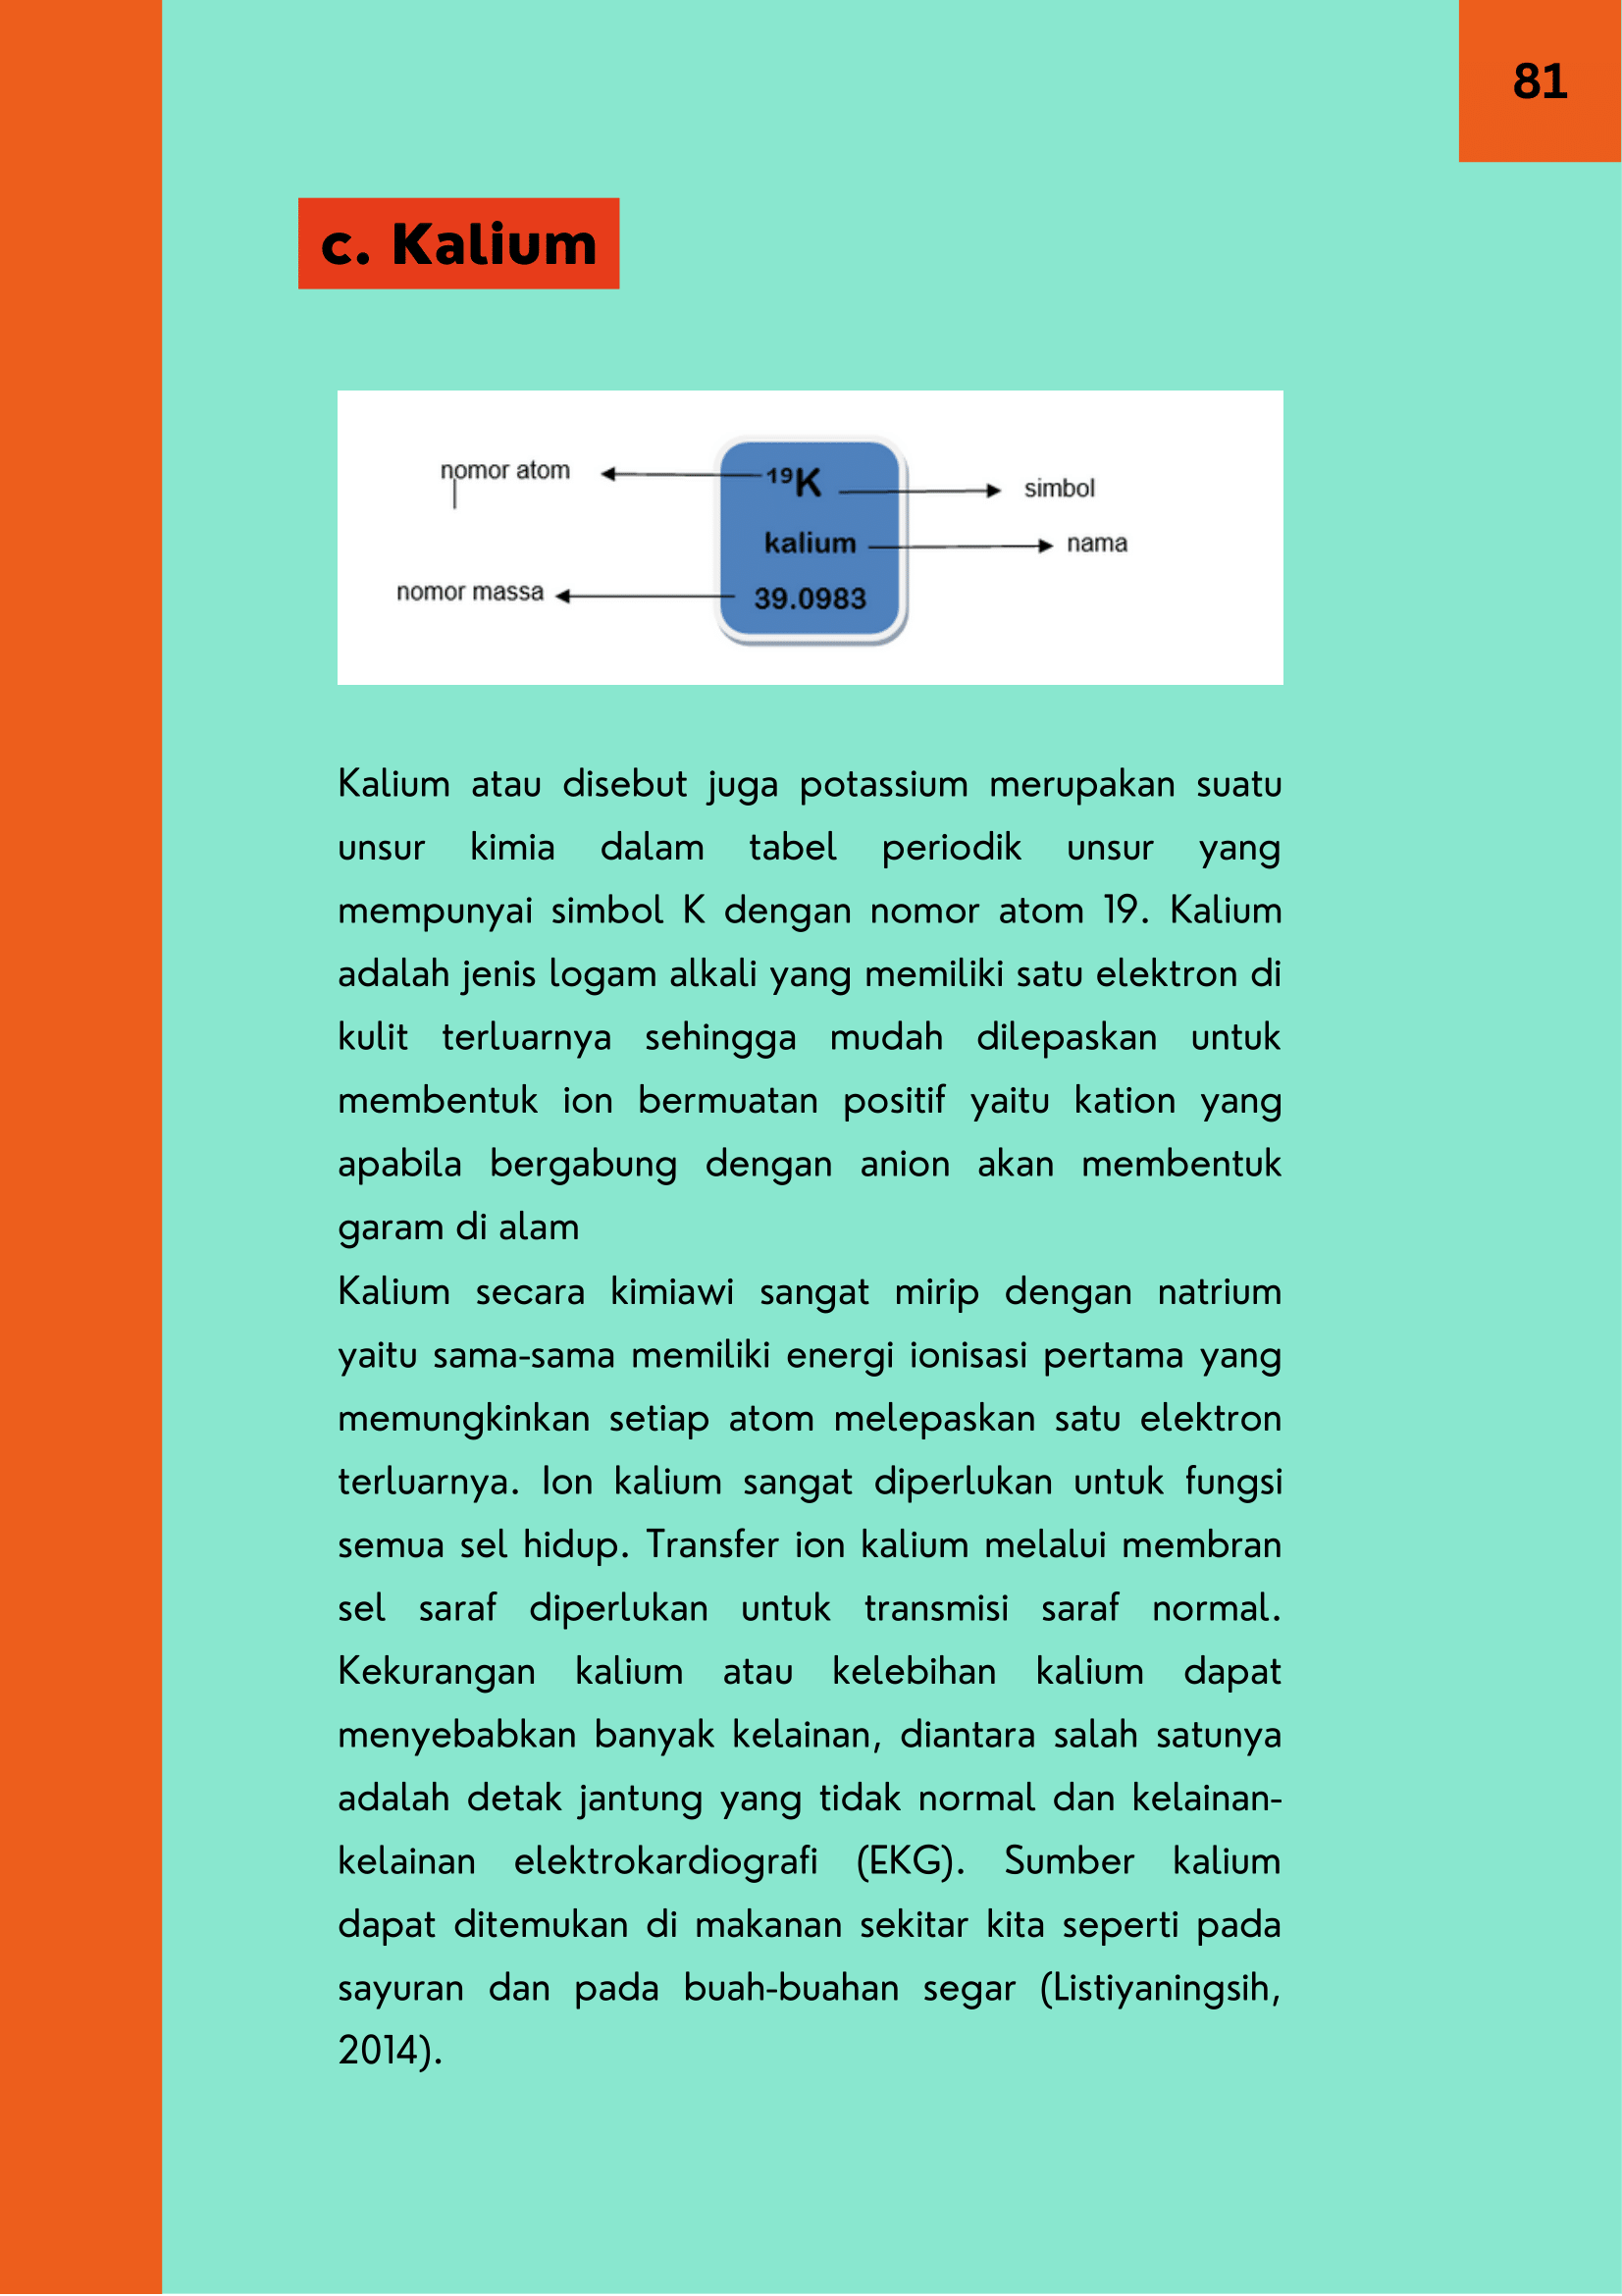 81
c. Kalium
nomor atom
¹⁹K
simbol
kalium
nama
nomor massa
39.0983
Kalium atau disebut juga potassium merupakan suatu
unsur kimia dalam tabel periodik unsur yang
mempunyai simbol K dengan nomor atom 19. Kalium
adalah jenis logam alkali yang memiliki satu elektron di
kulit terluarnya sehingga mudah dilepaskan untuk
membentuk ion bermuatan positif yaitu kation yang
apabila bergabung dengan anion akan membentuk
garam di alam
Kalium secara kimiawi sangat mirip dengan natrium
yaitu sama-sama memiliki energi ionisasi pertama yang
memungkinkan setiap atom melepaskan satu elektron
terluarnya. Ion kalium sangat diperlukan untuk fungsi
semua sel hidup. Transfer ion kalium melalui membran
sel saraf diperlukan untuk transmisi saraf normal.
Kekurangan kalium atau kelebihan kalium dapat
menyebabkan banyak kelainan, diantara salah satunya
adalah detak jantung yang tidak normal dan kelainan-
kelainan elektrokardiografi (EKG). Sumber kalium
dapat ditemukan di makanan sekitar kita seperti pada
sayuran dan pada buah-buahan segar (Listiyaningsih,
2014).